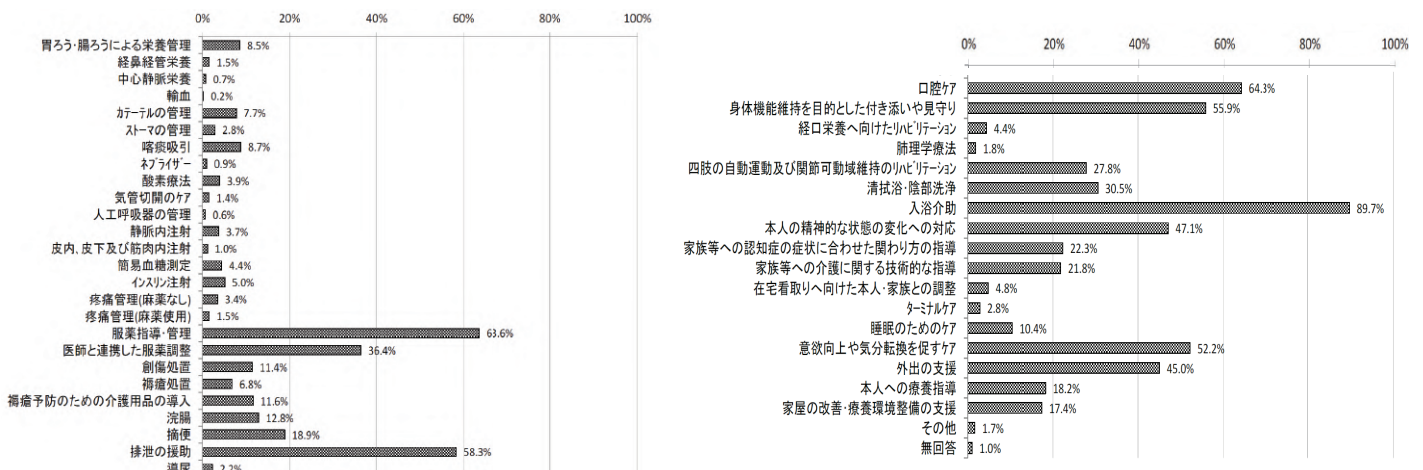 0% 20% 40% 60% 80% 100%
胃ろう・腸ろうによる栄養管理 8.5%
経鼻経管栄養 1.5%
中心静脈栄養 0.7%
輸血 0.2%
ｶﾃｰﾃﾙの管理 7.7%
ｽﾄｰﾏの管理 2.8%
喀痰吸引 8.7%
ﾈﾌﾞﾗｲｻﾞｰ 0.9%
酸素療法 3.9%
気管切開のｹｱ 1.4%
人工呼吸器の管理 0.6%
静脈内注射 3.7%
皮内、皮下及び筋肉内注射 1.0%
簡易血糖測定 4.4%
ｲﾝｽﾘﾝ注射 5.0%
疼痛管理(麻薬なし) 3.4%
疼痛管理(麻薬使用) 1.5%
服薬指導・管理 63.6%
医師と連携した服薬調整 36.4%
創傷処置 11.4%
褥瘡処置 6.8%
褥瘡予防のための介護用品の導入 11.6%
浣腸 12.8%
摘便 18.9%
排泄の援助 58.3%
導尿 2.2%
0% 20% 40% 60% 80% 100%
口腔ケア 64.3%
身体機能維持を目的とした付き添いや見守り 55.9%
経口栄養へ向けたﾘﾊﾋﾞﾘﾃｰｼｮﾝ 4.4%
肺理学療法 1.8%
四肢の自動運動及び関節可動域維持のﾘﾊﾋﾞﾘﾃｰｼｮﾝ 27.8%
清拭浴・陰部洗浄 30.5%
入浴介助 89.7%
本人の精神的な状態の変化への対応 47.1%
家族等への認知症の症状に合わせた関わり方の指導 22.3%
家族等への介護に関する技術的な指導 21.8%
在宅看取りへ向けた本人・家族との調整 4.8%
ﾀｰﾐﾅﾙケア 2.8%
睡眠のためのケア 10.4%
意欲向上や気分転換を促すケア 52.2%
外出の支援 45.0%
本人への療養指導 18.2%
家屋の改善・療養環境整備の支援 17.4%
その他 1.7%
無回答 1.0%